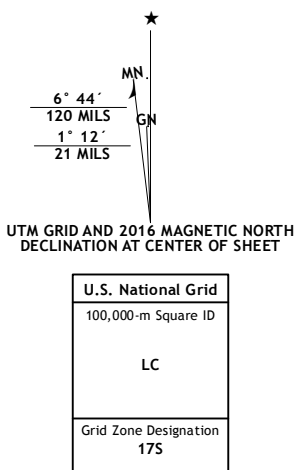 ★
MN.
6° 44´
120 MILS
GN
1° 12´
21 MILS
UTM GRID AND 2016 MAGNETIC NORTH
DECLINATION AT CENTER OF SHEET
U.S. National Grid
100,000-m Square ID
LC
Grid Zone Designation
17S